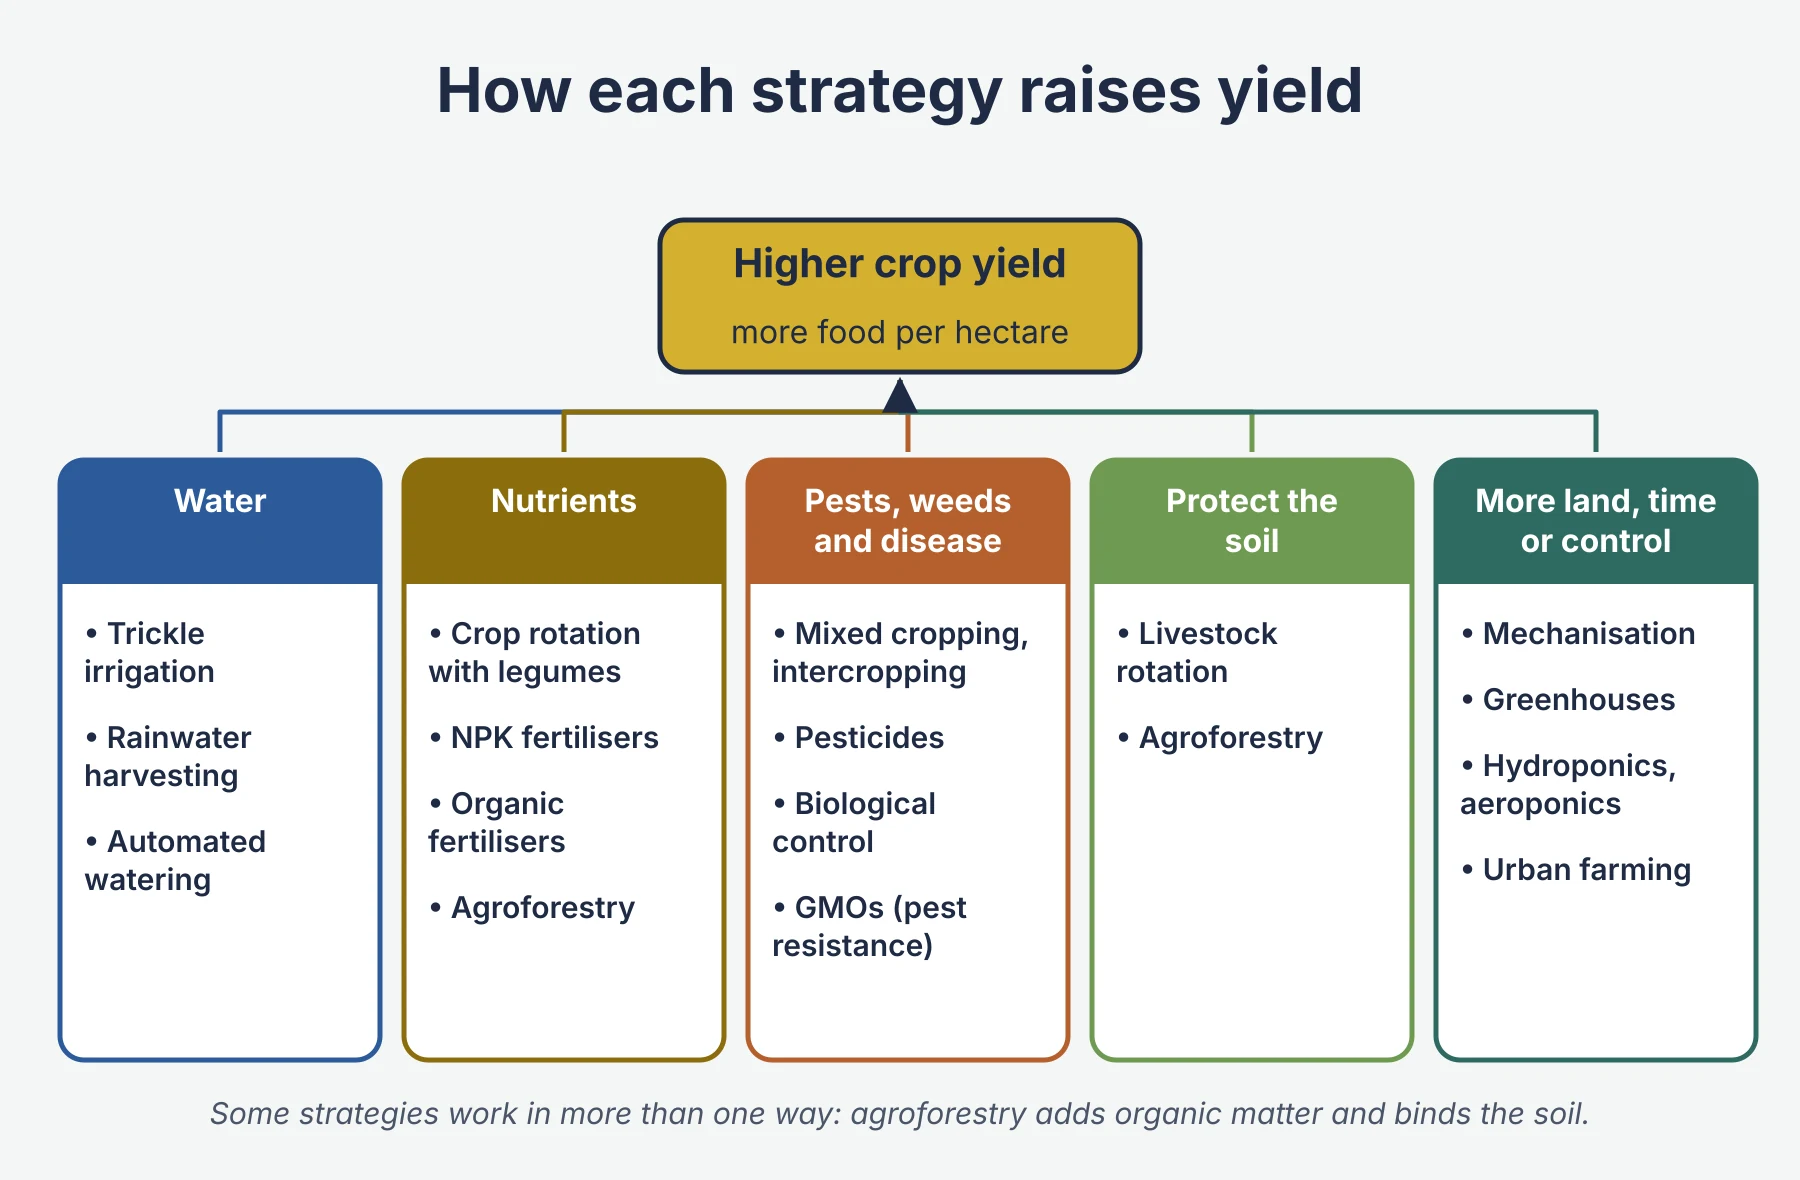 How each strategy raises yield
Higher crop yield
more food per hectare
Water
• Trickle
irrigation
• Rainwater
harvesting
• Automated
watering
Nutrients
• Crop rotation
with legumes
• NPK fertilisers
• Organic
fertilisers
• Agroforestry
Pests, weeds
and disease
• Mixed cropping,
intercropping
• Pesticides
• Biological
control
• GMOs (pest
resistance)
Protect the
soil
• Livestock
rotation
• Agroforestry
More land, time
or control
• Mechanisation
• Greenhouses
• Hydroponics,
aeroponics
• Urban farming
Some strategies work in more than one way: agroforestry adds organic matter and binds the soil.